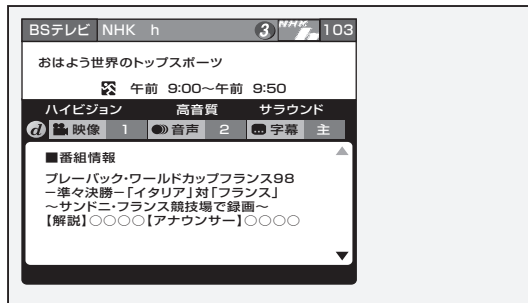 BSテレビ NHK h 3 NHK h 103
おはよう世界のトップスポーツ
午前 9:00～午前 9:50
ハイビジョン 高音質 サラウンド
d 映像 1 音声 2 字幕 主
■番組情報
プレーバック・ワールドカップフランス98
－準々決勝－「イタリア」対「フランス」
～サンドニ・フランス競技場で録画～
【解説】○○○○【アナウンサー】○○○○